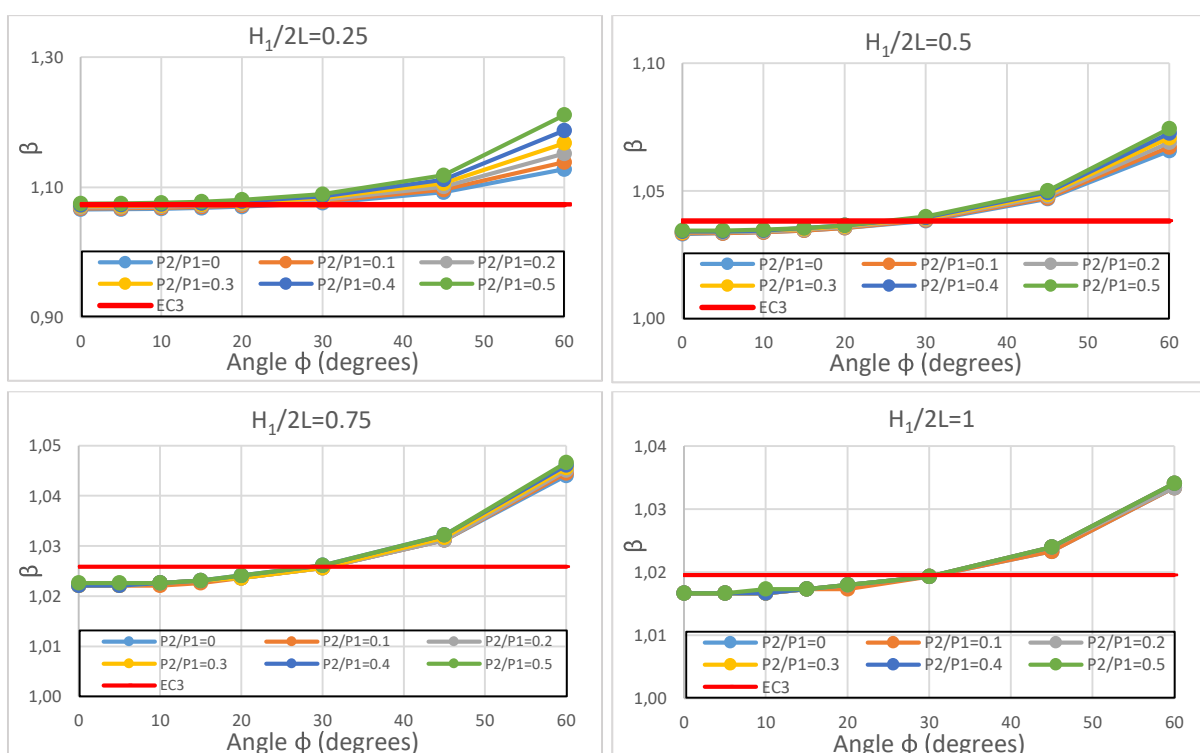 H₁/2L=0.25
1,30
1,10
0,90
β
P2/P1=0 P2/P1=0.1 P2/P1=0.2
P2/P1=0.3 P2/P1=0.4 P2/P1=0.5
EC3
0 10 20 30 40 50 60
Angle ϕ (degrees)
H₁/2L=0.5
1,10
1,05
1,00
β
P2/P1=0 P2/P1=0.1 P2/P1=0.2
P2/P1=0.3 P2/P1=0.4 P2/P1=0.5
EC3
0 10 20 30 40 50 60
Angle ϕ (degrees)
H₁/2L=0.75
1,05
1,04
1,03
1,02
1,01
1,00
β
P2/P1=0 P2/P1=0.1 P2/P1=0.2
P2/P1=0.3 P2/P1=0.4 P2/P1=0.5
EC3
0 10 20 30 40 50 60
Angle ϕ (degrees)
H₁/2L=1
1,04
1,03
1,02
1,01
1,00
β
P2/P1=0 P2/P1=0.1 P2/P1=0.2
P2/P1=0.3 P2/P1=0.4 P2/P1=0.5
EC3
0 10 20 30 40 50 60
Angle ϕ (degrees)